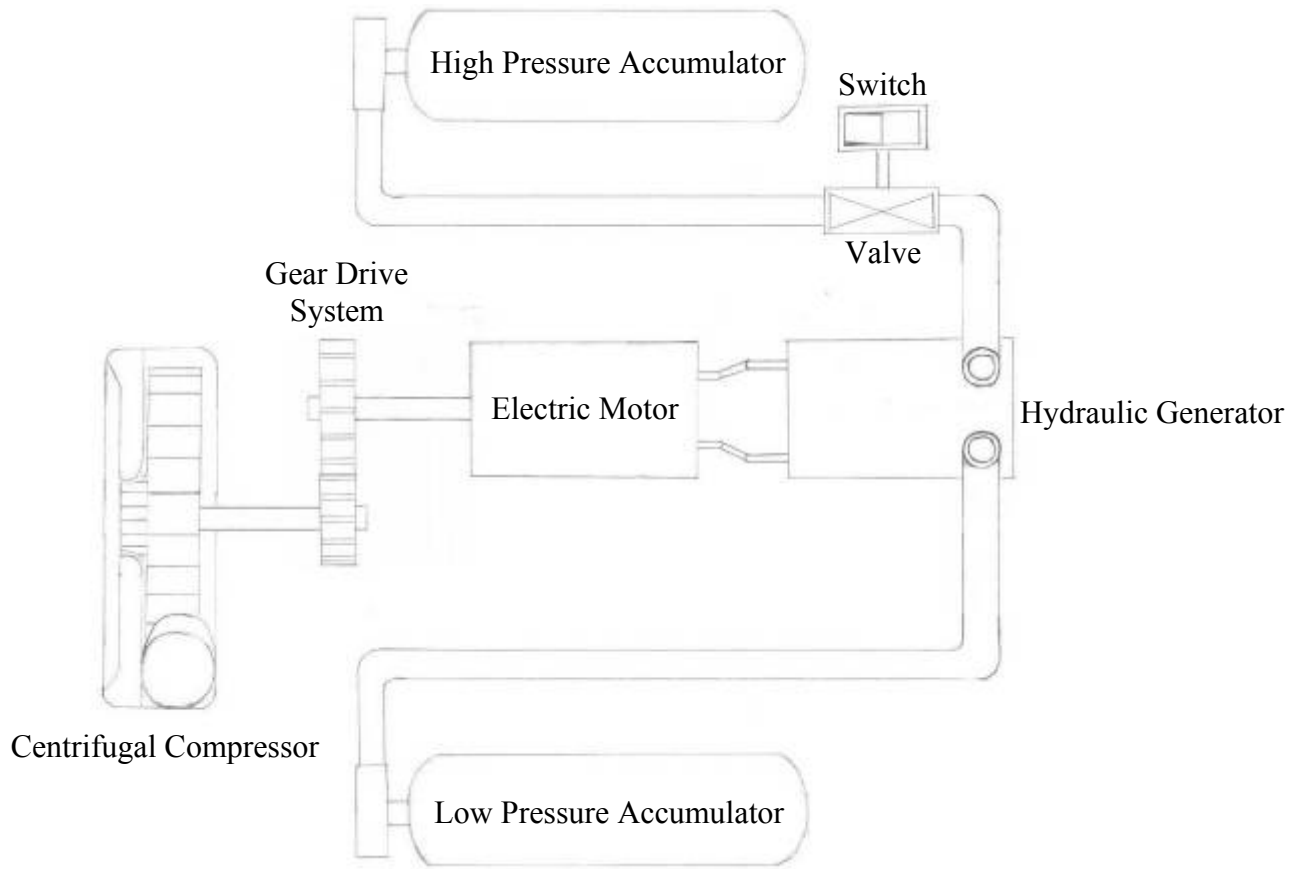 High Pressure Accumulator
Switch
Valve
Gear Drive
System
Electric Motor
Hydraulic Generator
Centrifugal Compressor
Low Pressure Accumulator